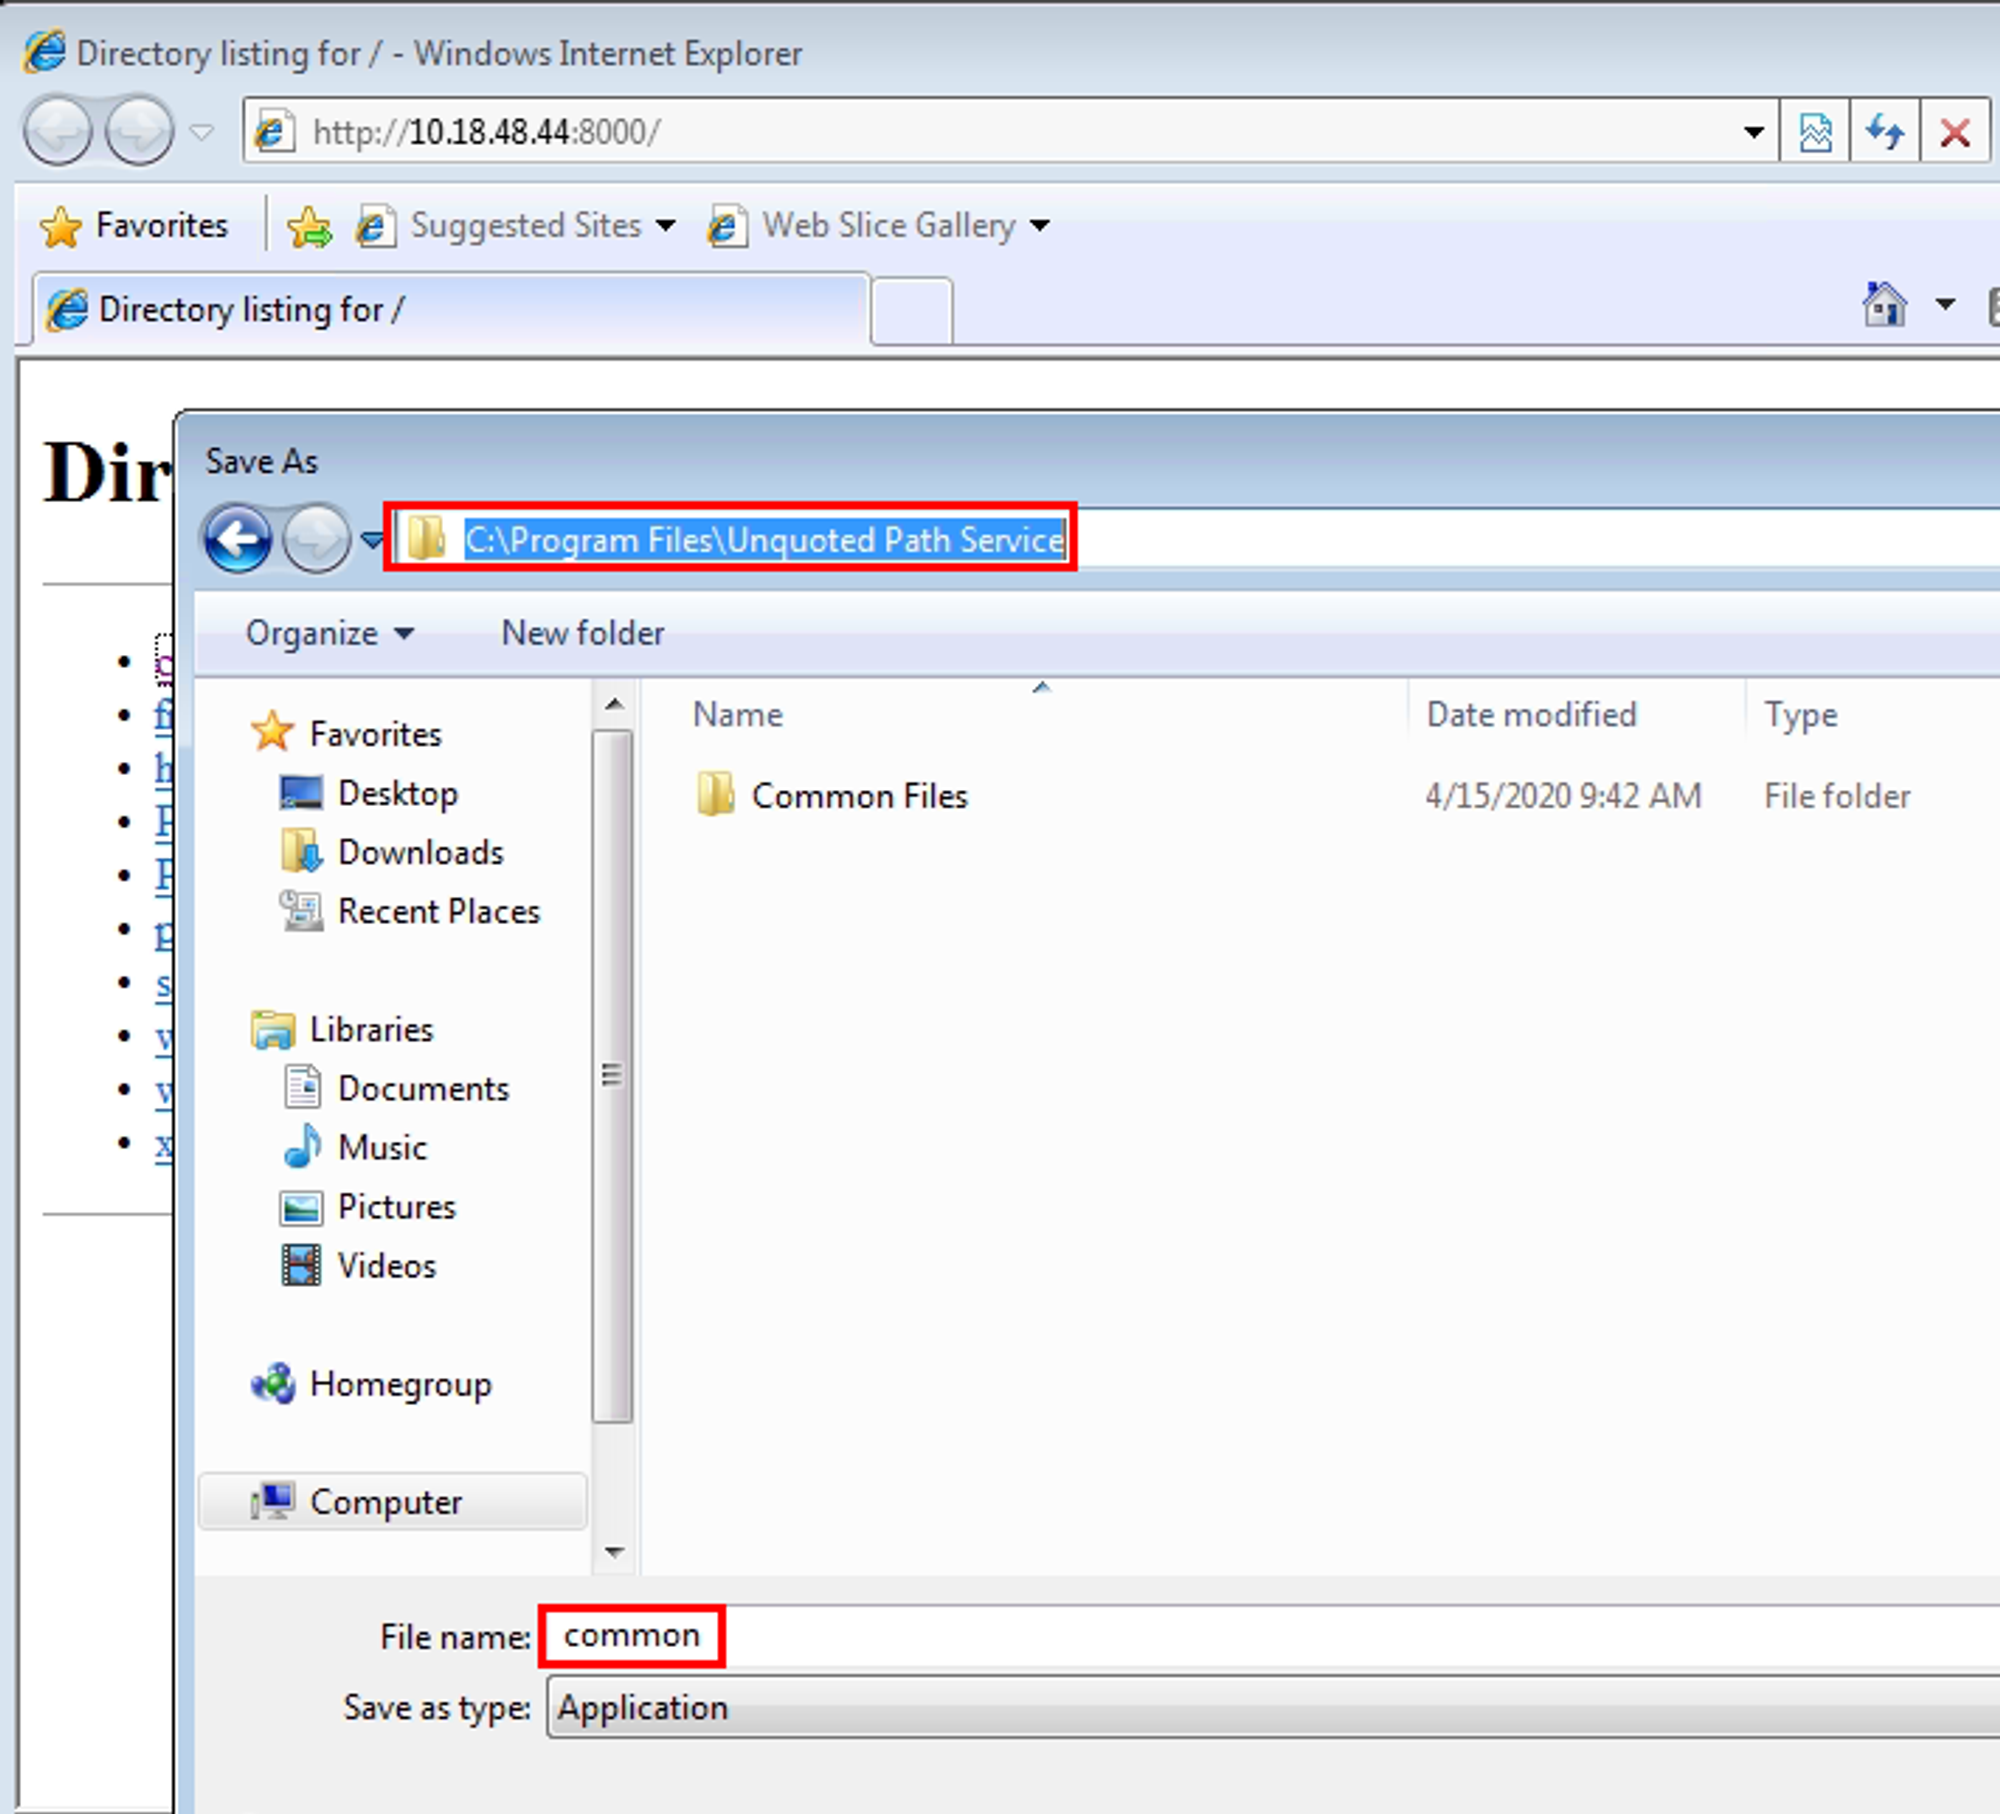 Directory listing for / - Windows Internet Explorer
http://10.18.48.44:8000/
Favorites Suggested Sites Web Slice Gallery
Directory listing for /
Dir
Save As
C:\Program Files\Unquoted Path Service
Organize New folder
Name Date modified Type
Common Files 4/15/2020 9:42 AM File folder
Favorites
Desktop
Downloads
Recent Places
Libraries
Documents
Music
Pictures
Videos
Homegroup
Computer
File name: common
Save as type: Application